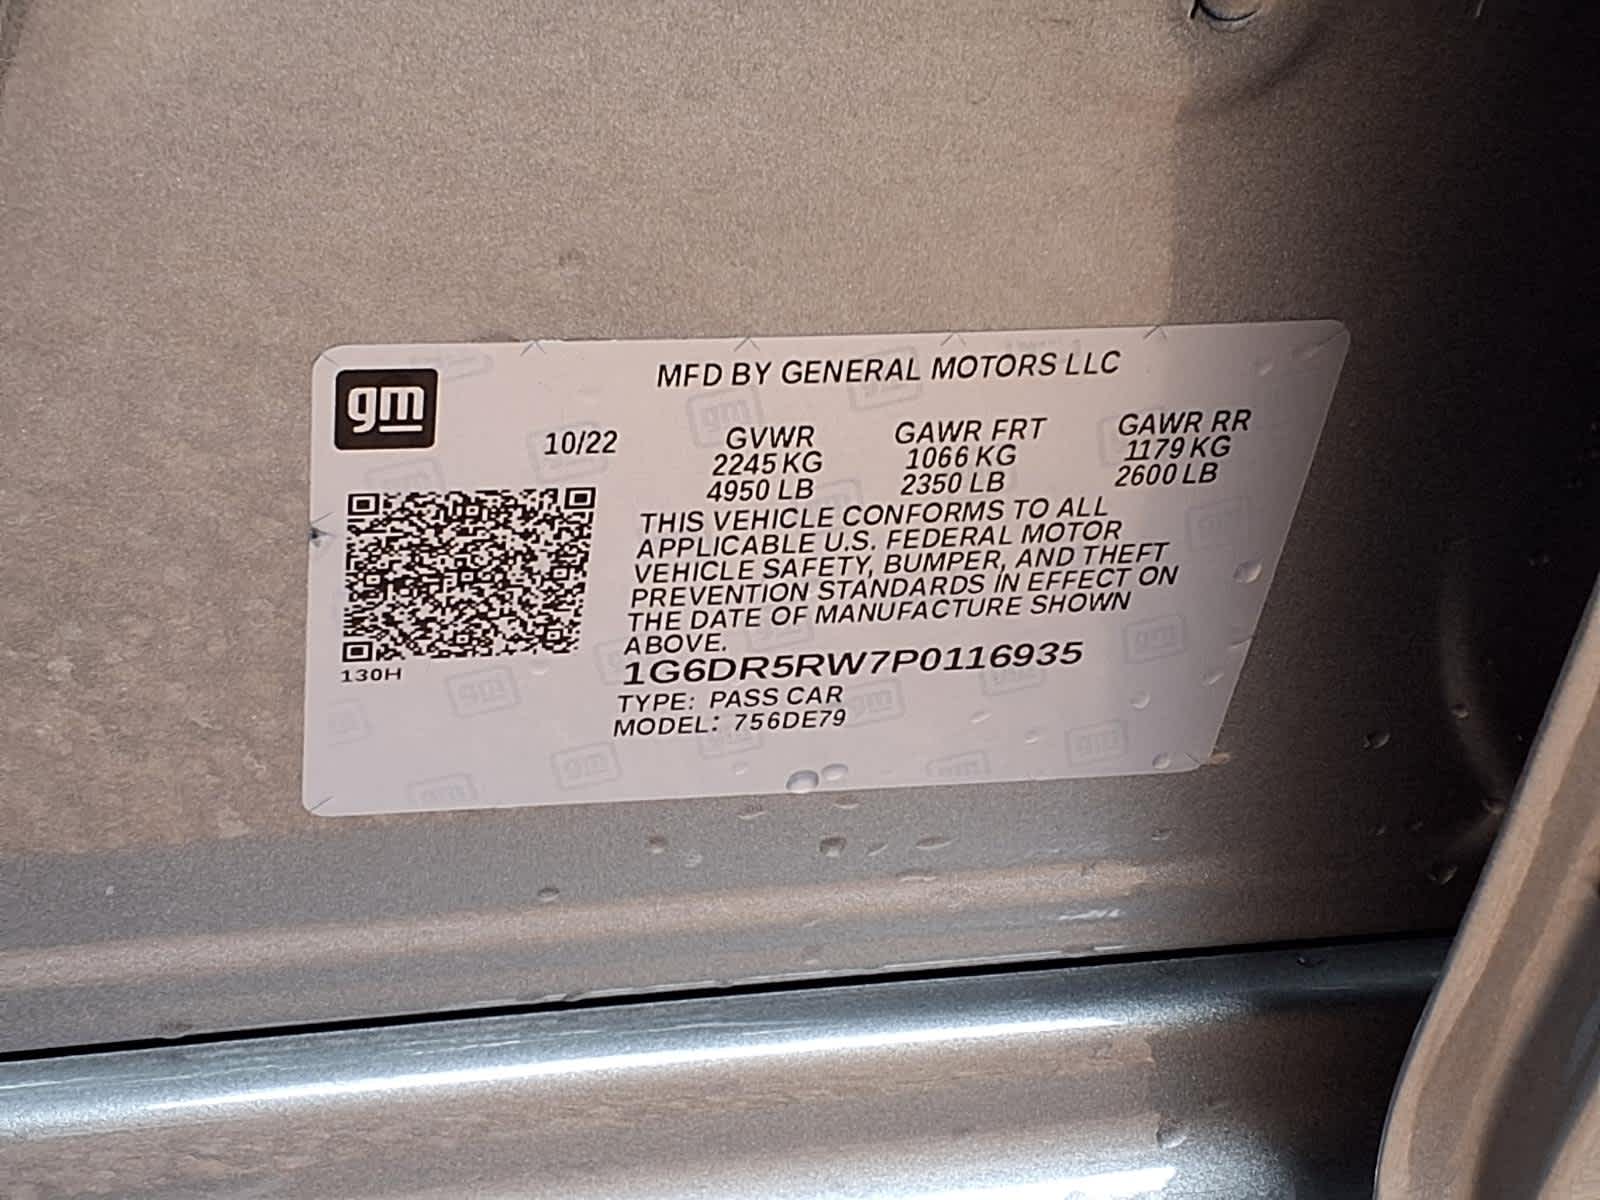 gm
MFD BY GENERAL MOTORS LLC
10/22 GVWR GAWR FRT GAWR RR
2245 KG 1066 KG 1179 KG
4950 LB 2350 LB 2600 LB
THIS VEHICLE CONFORMS TO ALL
APPLICABLE U.S. FEDERAL MOTOR
VEHICLE SAFETY, BUMPER, AND THEFT
PREVENTION STANDARDS IN EFFECT ON
THE DATE OF MANUFACTURE SHOWN
ABOVE.
130H
1G6DR5RW7P0116935
TYPE: PASS CAR
MODEL: 756DE79